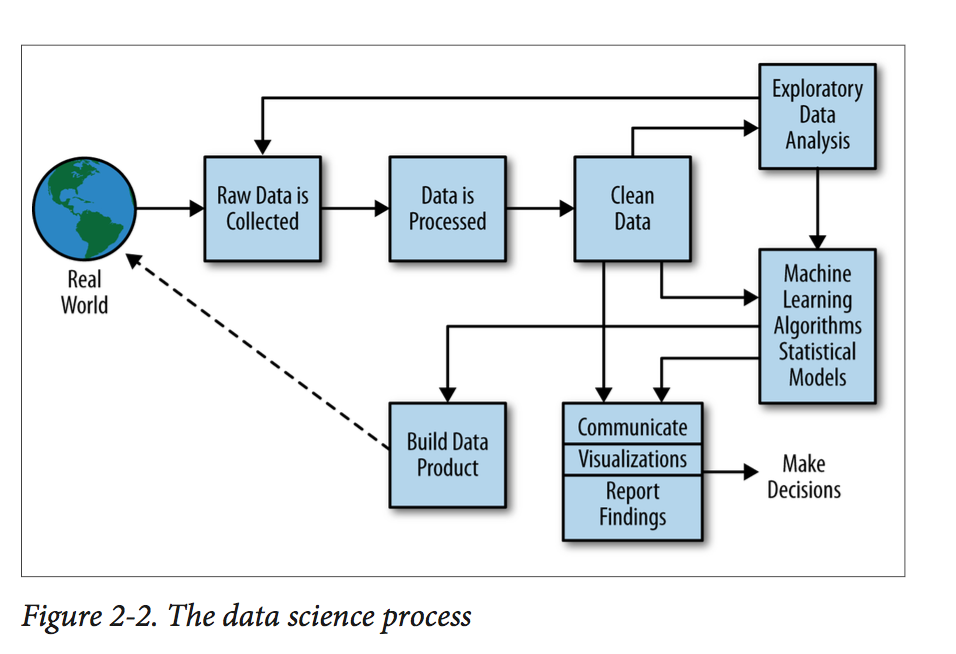 Exploratory
Data
Analysis
Raw Data is
Collected
Data is
Processed
Clean
Data
Real
World
Machine
Learning
Algorithms
Statistical
Models
Build Data
Product
Communicate
Visualizations
Report
Findings
Make
Decisions
Figure 2-2. The data science process